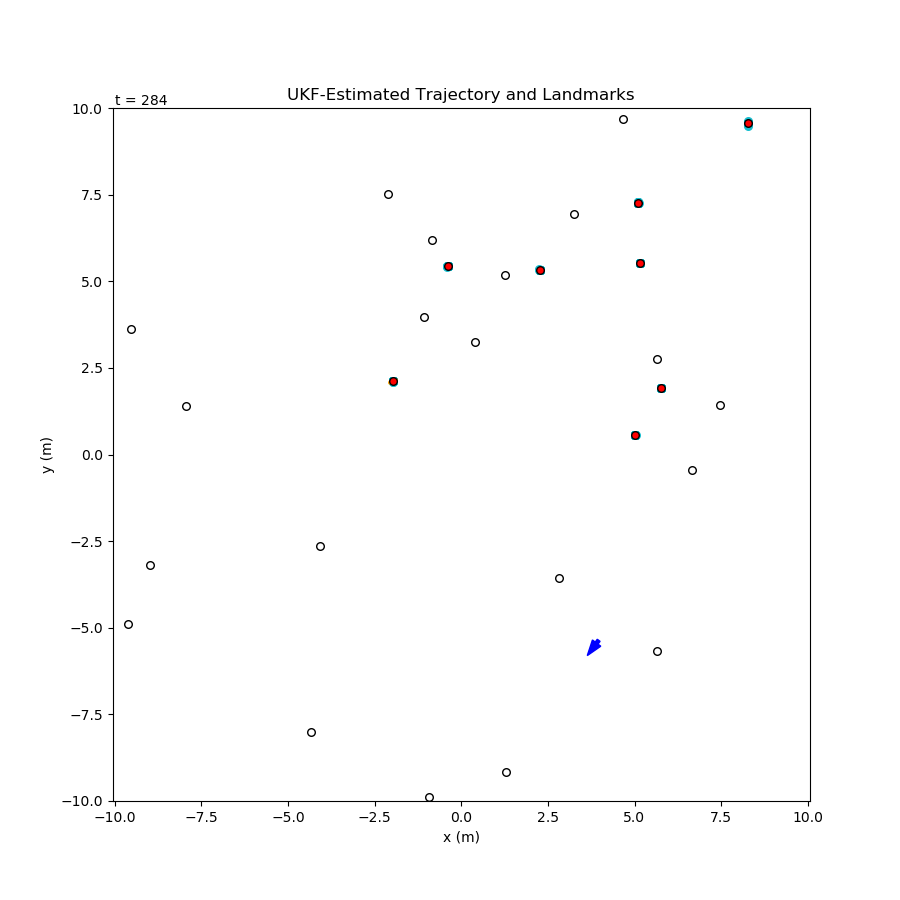 UKF-Estimated Trajectory and Landmarks
t = 284
10.0
7.5
5.0
2.5
0.0
−2.5
−5.0
−7.5
−10.0
y (m)
−10.0 −7.5 −5.0 −2.5 0.0 2.5 5.0 7.5 10.0
x (m)